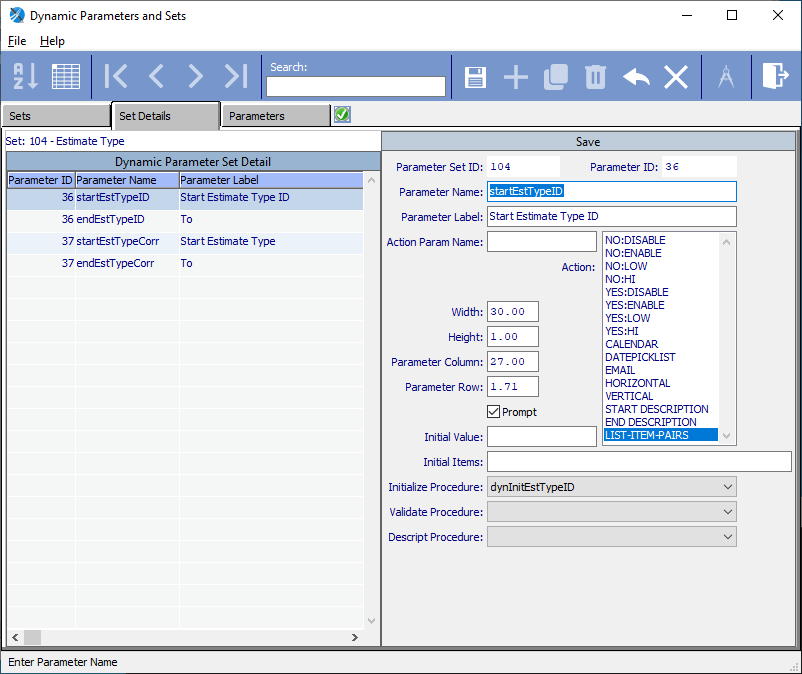 Dynamic Parameters and Sets
File Help
A
Z
Search:
Sets
Set Details
Parameters
Set: 104 - Estimate Type
Dynamic Parameter Set Detail
Parameter ID Parameter Name Parameter Label
36 startEstTypeID Start Estimate Type ID
36 endEstTypeID To
37 startEstTypeCorr Start Estimate Type
37 endEstTypeCorr To
Save
Parameter Set ID: 104 Parameter ID: 36
Parameter Name: startEstTypeID
Parameter Label: Start Estimate Type ID
Action Param Name:
Action:
NO:DISABLE
NO:ENABLE
NO:LOW
NO:HI
YES:DISABLE
YES:ENABLE
YES:LOW
YES:HI
CALENDAR
DATEPICKLIST
EMAIL
HORIZONTAL
VERTICAL
START DESCRIPTION
END DESCRIPTION
LIST-ITEM-PAIRS
Width: 30.00
Height: 1.00
Parameter Column: 27.00
Parameter Row: 1.71
Prompt
Initial Value:
Initial Items:
Initialize Procedure: dynInitEstTypeID
Validate Procedure:
Descript Procedure:
Enter Parameter Name